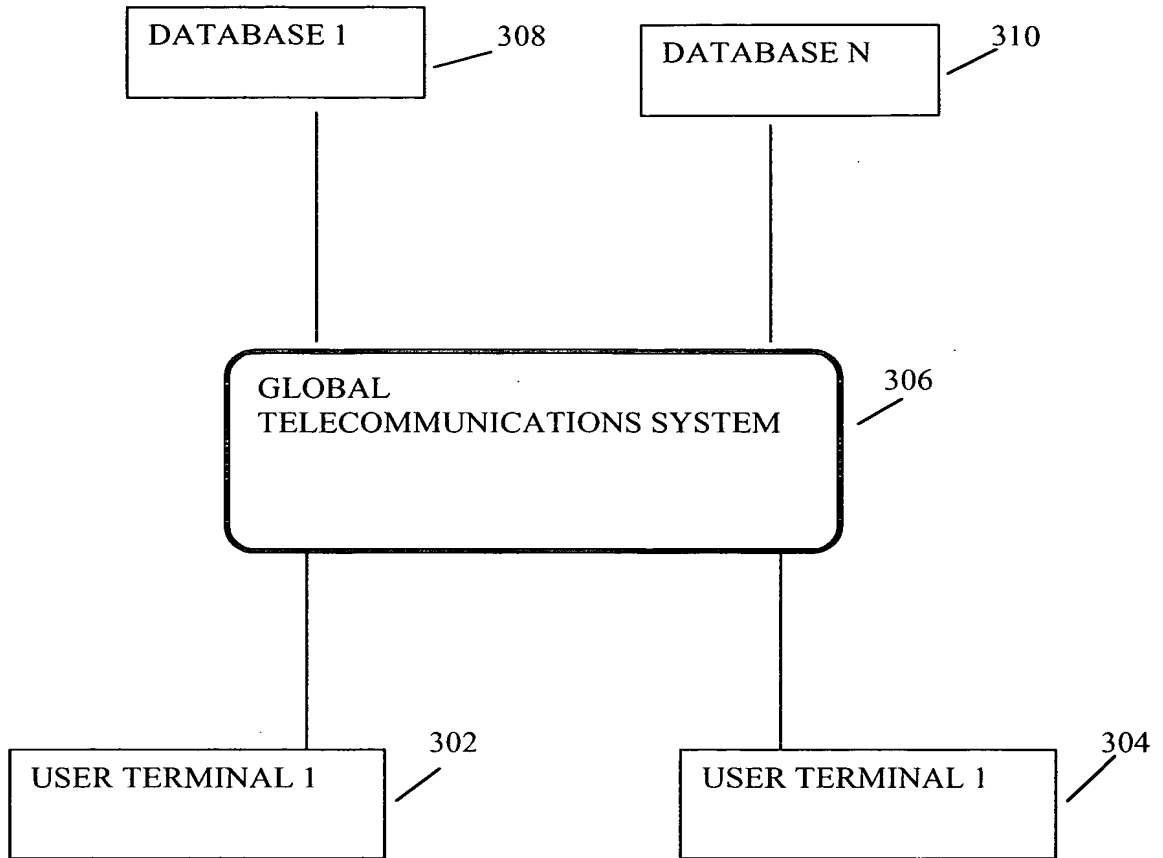 DATABASE 1
308
DATABASE N
310
GLOBAL
TELECOMMUNICATIONS SYSTEM
306
USER TERMINAL 1
302
USER TERMINAL 1
304